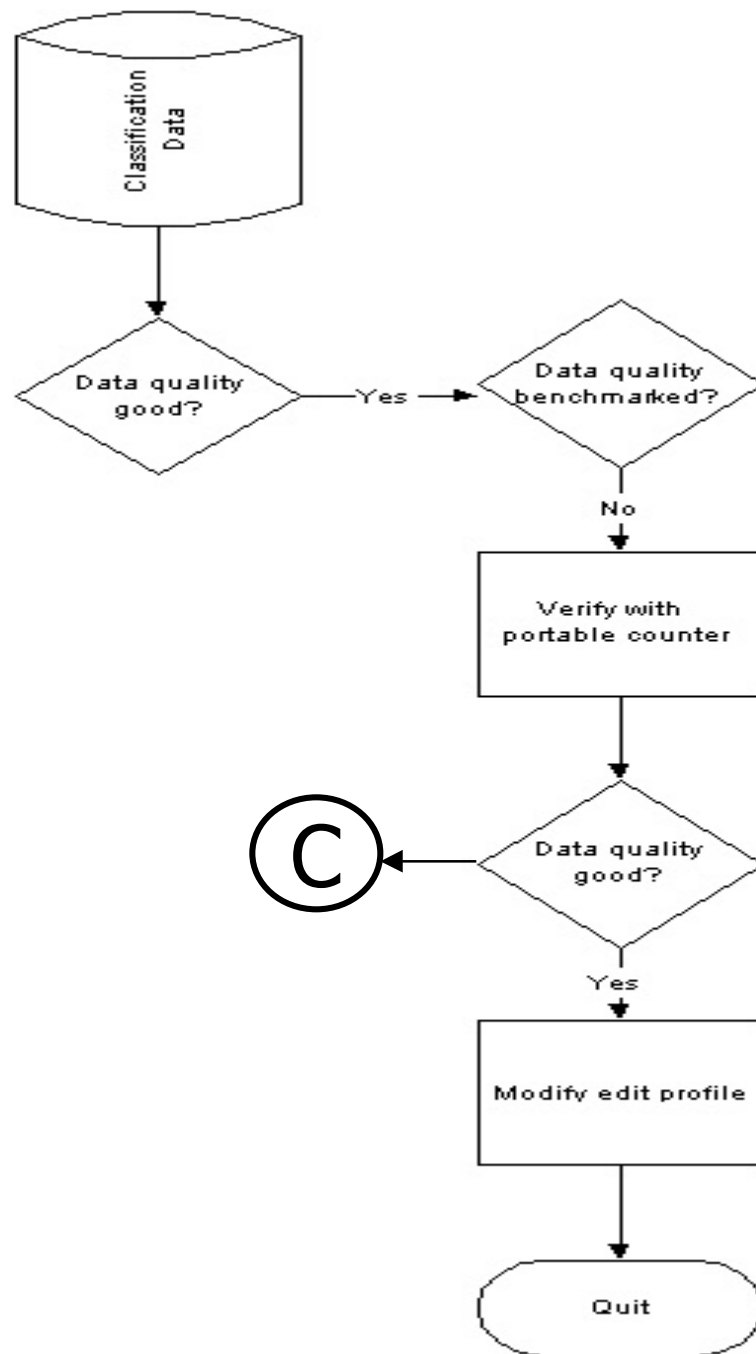 Classification
Data
Data quality
good?
Yes
Data quality
benchmarked?
No
Verify with
portable counter
Data quality
good?
C
Yes
Modify edit profile
Quit